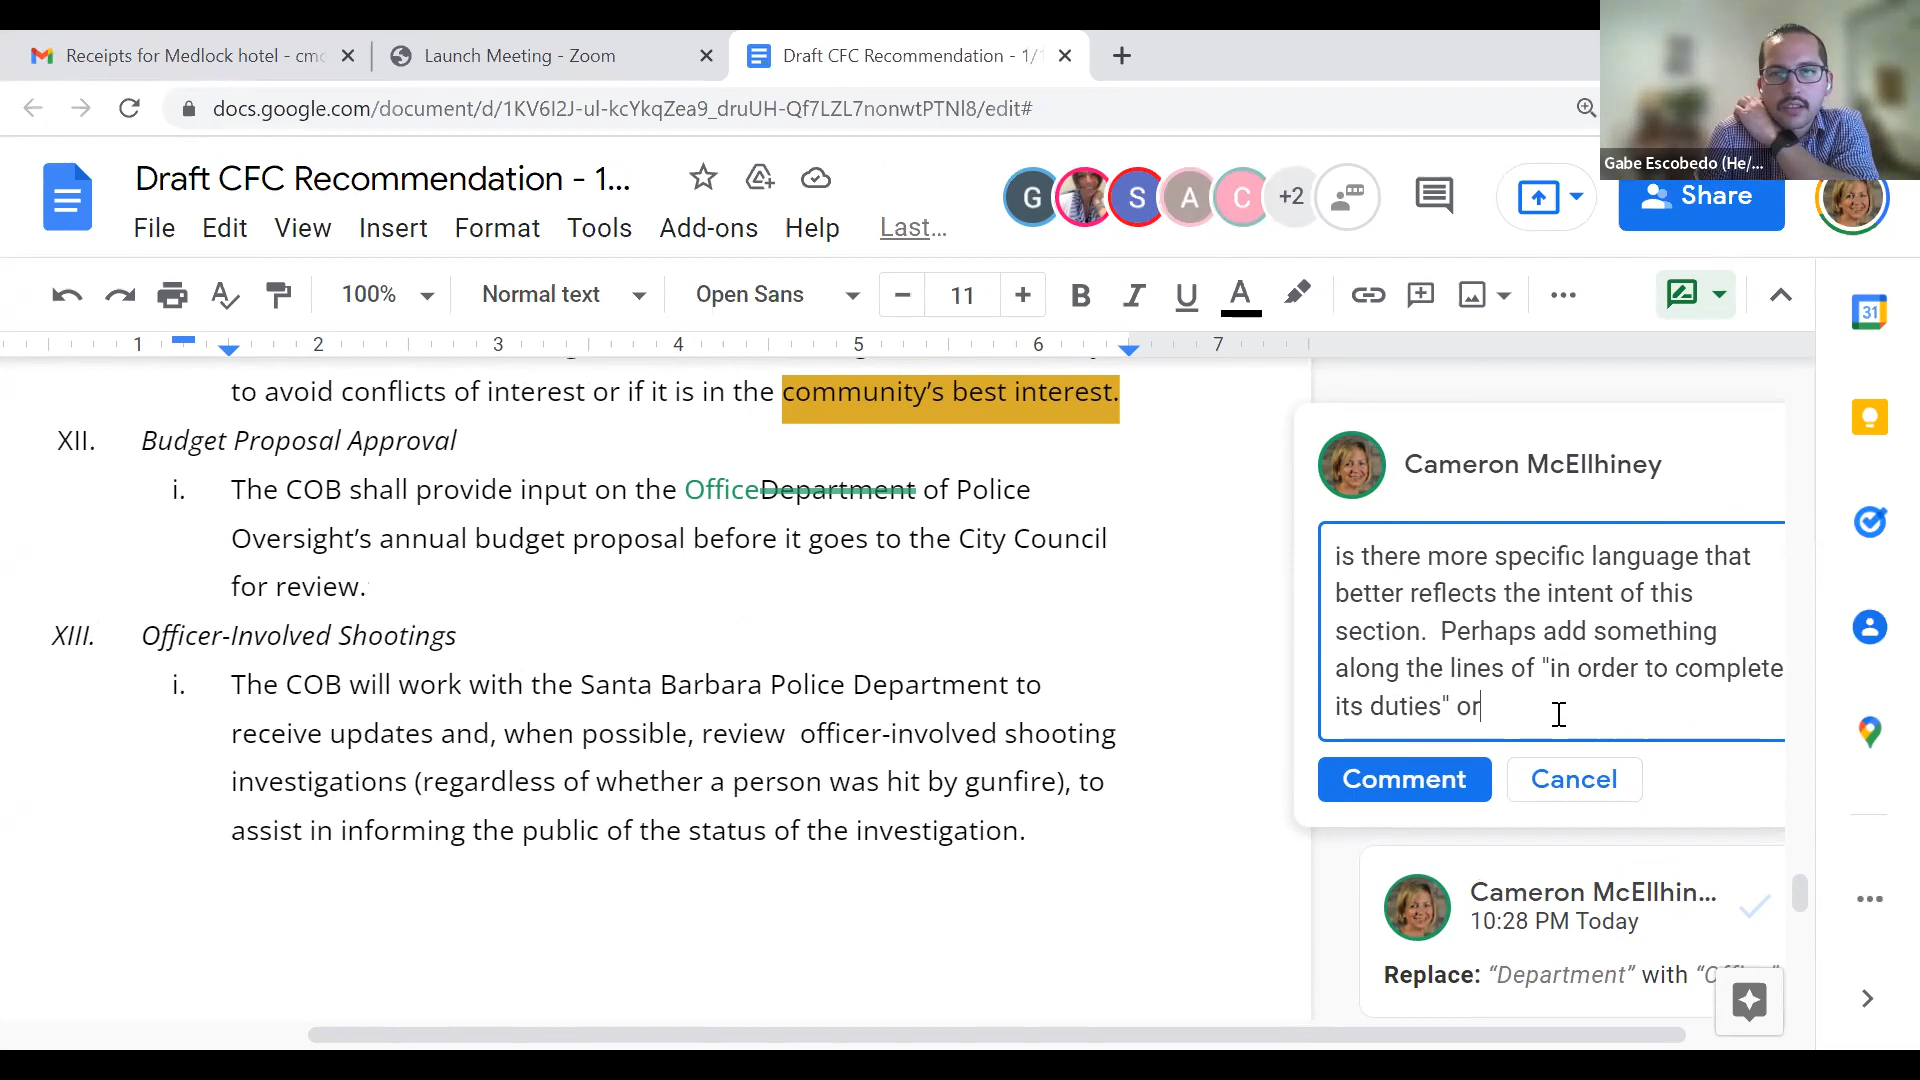 Receipts for Medlock hotel - cmc
Launch Meeting - Zoom
Draft CFC Recommendation - 1/
docs.google.com/document/d/1KV6l2J-ul-kcYkqZea9_druUH-Qf7LZL7nonwtPTNl8/edit#
Gabe Escobedo (He/...
Draft CFC Recommendation - 1...
G
S
A
C
+2
Share
File Edit View Insert Format Tools Add-ons Help Last...
100% Normal text Open Sans 11 B I U A
31
1 2 3 4 5 6 7
to avoid conflicts of interest or if it is in the community’s best interest.
XII. Budget Proposal Approval
i. The COB shall provide input on the OfficeDepartment of Police
Oversight’s annual budget proposal before it goes to the City Council
for review.
XIII. Officer-Involved Shootings
i. The COB will work with the Santa Barbara Police Department to
receive updates and, when possible, review officer-involved shooting
investigations (regardless of whether a person was hit by gunfire), to
assist in informing the public of the status of the investigation.
Cameron McEllhiney
is there more specific language that
better reflects the intent of this
section. Perhaps add something
along the lines of "in order to complete
its duties" or
Comment Cancel
Cameron McEllhin...
10:28 PM Today
Replace: “Department” with